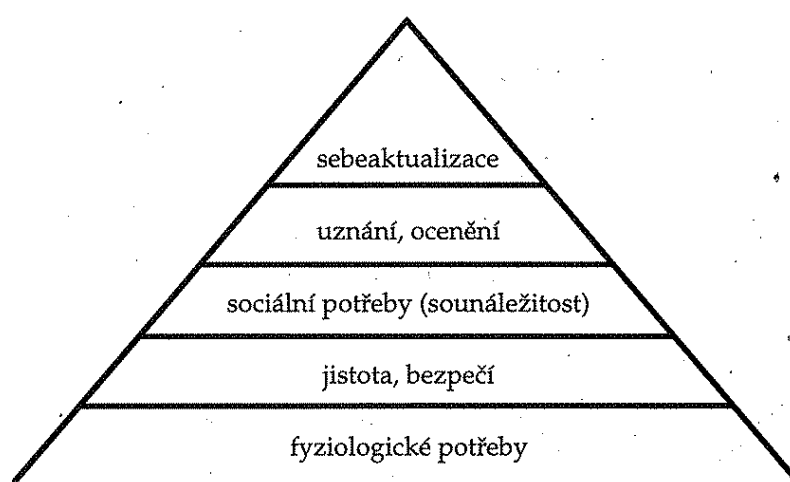 sebeaktualizace
uznání, ocenění
sociální potřeby (sounáležitost)
jistota, bezpečí
fyziologické potřeby